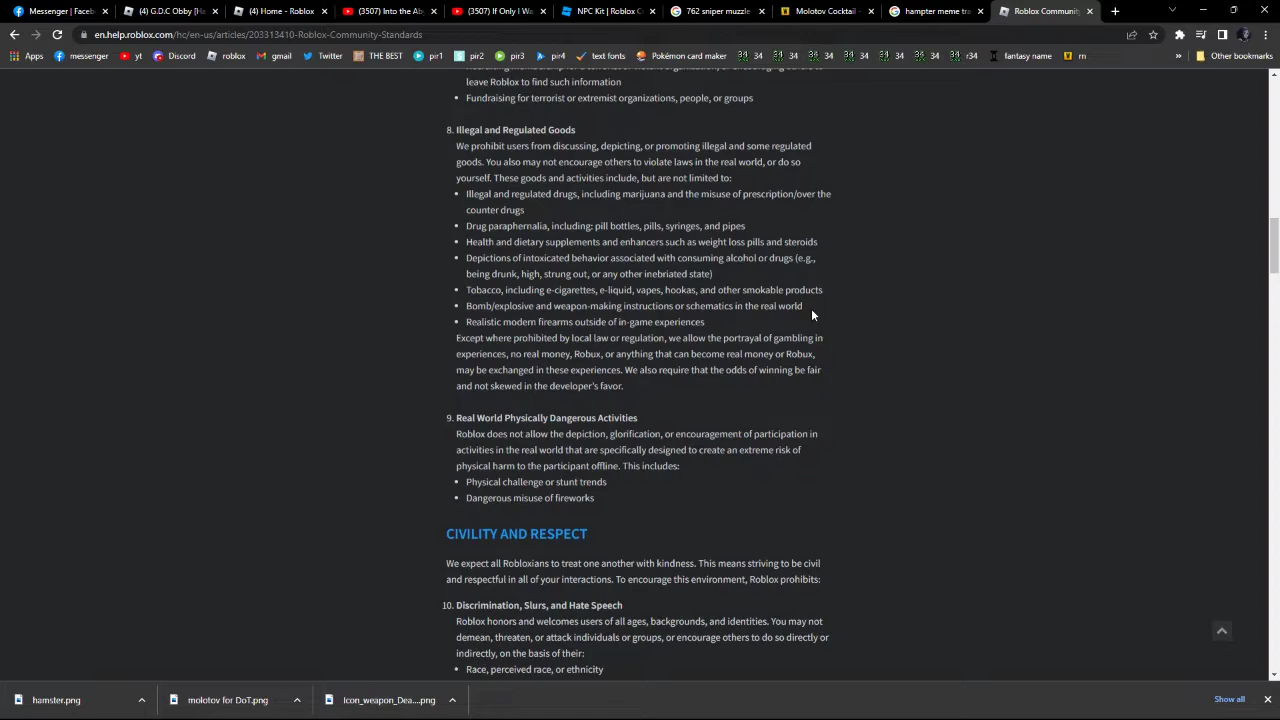 (4) Messenger | Faceb
(4) G.D.C Obby [Ha
(4) Home - Roblox
(3507) Into the Aby
(3507) If Only I Wa
NPC Kit | Roblox C
762 sniper muzzle
Molotov Cocktail -
hampter meme tra
Roblox Community
en.help.roblox.com/hc/en-us/articles/203313410-Roblox-Community-Standards
Apps
messenger
yt
roblox
gmail
Twitter
Discord
THE BEST
pir1
pir2
pir3
pir4
text fonts
Pokémon card maker
34
34
34
34
34
34
r34
fantasy name
rn
Other bookmarks
leave Roblox to find such information
Fundraising for terrorist or extremist organizations, people, or groups
8. Illegal and Regulated Goods
We prohibit users from discussing, depicting, or promoting illegal and some regulated
goods. You also may not encourage others to violate laws in the real world, or do so
yourself. These goods and activities include, but are not limited to:
Illegal and regulated drugs, including marijuana and the misuse of prescription/over the
counter drugs
Drug paraphernalia, including: pill bottles, pills, syringes, and pipes
Health and dietary supplements and enhancers such as weight loss pills and steroids
Depictions of intoxicated behavior associated with consuming alcohol or drugs (e.g.,
being drunk, high, strung out, or any other inebriated state)
Tobacco, including e-cigarettes, e-liquid, vapes, hookas, and other smokable products
Bomb/explosive and weapon-making instructions or schematics in the real world
Realistic modern firearms outside of in-game experiences
Except where prohibited by local law or regulation, we allow the portrayal of gambling in
experiences, no real money, Robux, or anything that can become real money or Robux,
may be exchanged in these experiences. We also require that the odds of winning be fair
and not skewed in the developer's favor.
9. Real World Physically Dangerous Activities
Roblox does not allow the depiction, glorification, or encouragement of participation in
activities in the real world that are specifically designed to create an extreme risk of
physical harm to the participant offline. This includes:
Physical challenge or stunt trends
Dangerous misuse of fireworks
CIVILITY AND RESPECT
We expect all Robloxians to treat one another with kindness. This means striving to be civil
and respectful in all of your interactions. To encourage this environment, Roblox prohibits:
10. Discrimination, Slurs, and Hate Speech
Roblox honors and welcomes users of all ages, backgrounds, and identities. You may not
demean, threaten, or attack individuals or groups, or encourage others to do so directly or
indirectly, on the basis of their:
Race, perceived race, or ethnicity
hamster.png
molotov for DoT.png
Icon_weapon_Dea....png
Show all